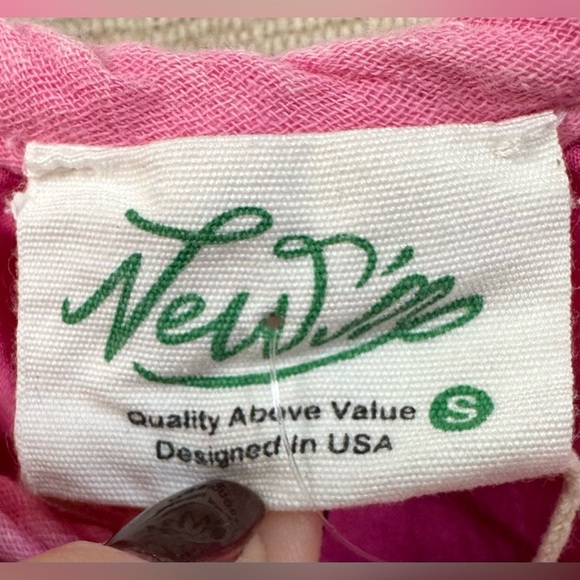 Quality Above Value S
Designed in USA